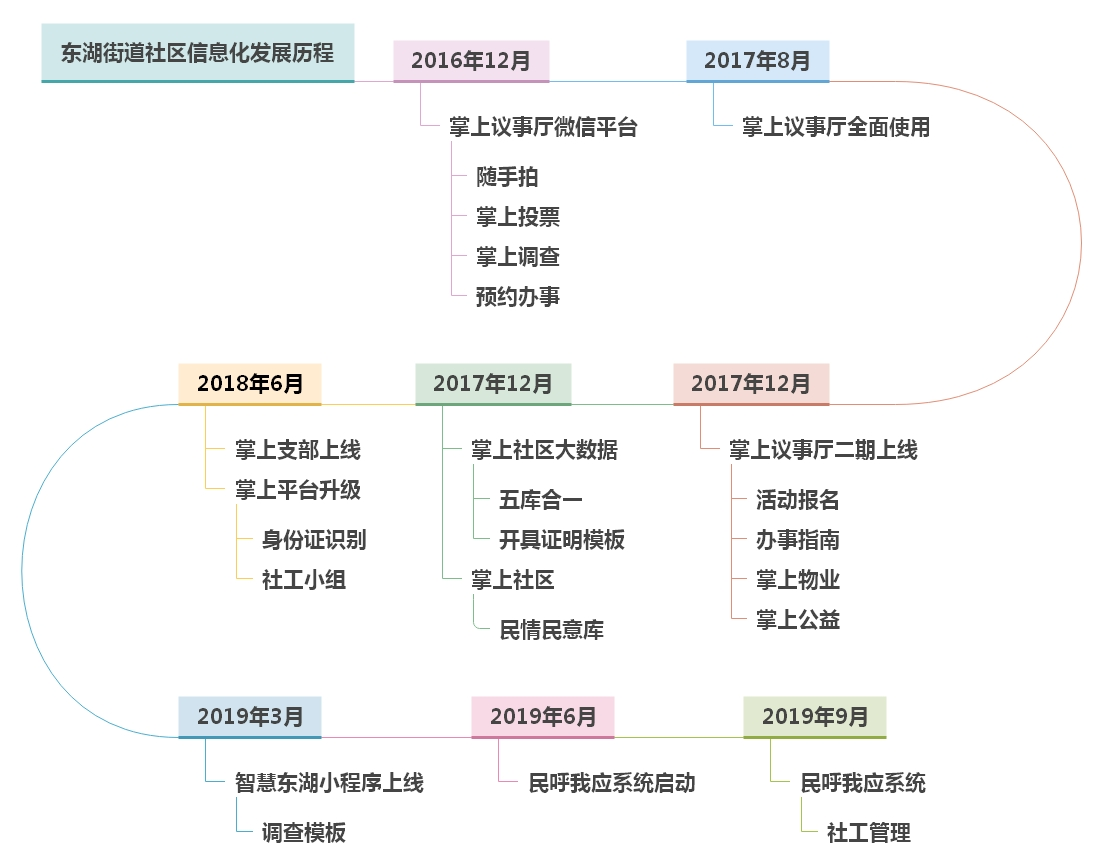 东湖街道社区信息化发展历程
2016年12月
掌上议事厅微信平台
随手拍
掌上投票
掌上调查
预约办事
2017年8月
掌上议事厅全面使用
2017年12月
掌上议事厅二期上线
活动报名
办事指南
掌上物业
掌上公益
2017年12月
掌上社区大数据
五库合一
开具证明模板
掌上社区
民情民意库
2018年6月
掌上支部上线
掌上平台升级
身份证识别
社工小组
2019年3月
智慧东湖小程序上线
调查模板
2019年6月
民呼我应系统启动
2019年9月
民呼我应系统
社工管理